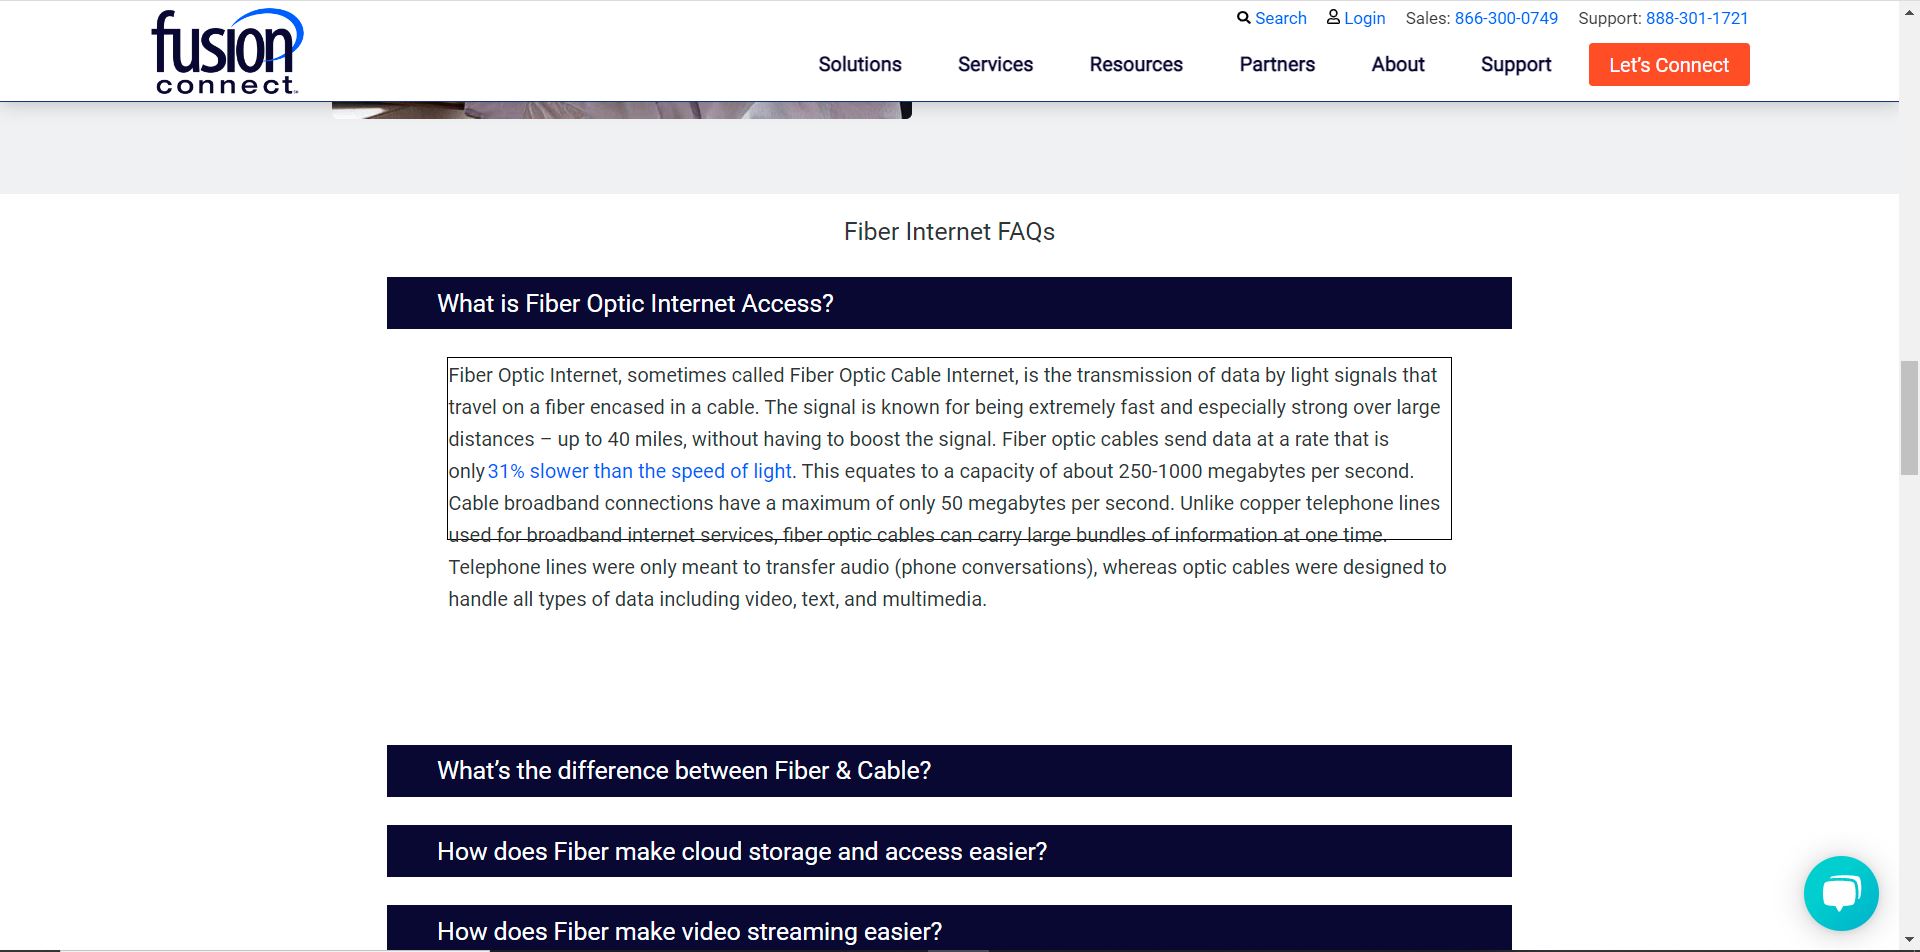 fusion
connect
Search Login Sales: 866-300-0749 Support: 888-301-1721
Solutions Services Resources Partners About Support Let's Connect
Fiber Internet FAQs
What is Fiber Optic Internet Access?
Fiber Optic Internet, sometimes called Fiber Optic Cable Internet, is the transmission of data by light signals that
travel on a fiber encased in a cable. The signal is known for being extremely fast and especially strong over large
distances – up to 40 miles, without having to boost the signal. Fiber optic cables send data at a rate that is
only 31% slower than the speed of light. This equates to a capacity of about 250-1000 megabytes per second.
Cable broadband connections have a maximum of only 50 megabytes per second. Unlike copper telephone lines
used for broadband internet services, fiber optic cables can carry large bundles of information at one time.
Telephone lines were only meant to transfer audio (phone conversations), whereas optic cables were designed to
handle all types of data including video, text, and multimedia.
What's the difference between Fiber & Cable?
How does Fiber make cloud storage and access easier?
How does Fiber make video streaming easier?